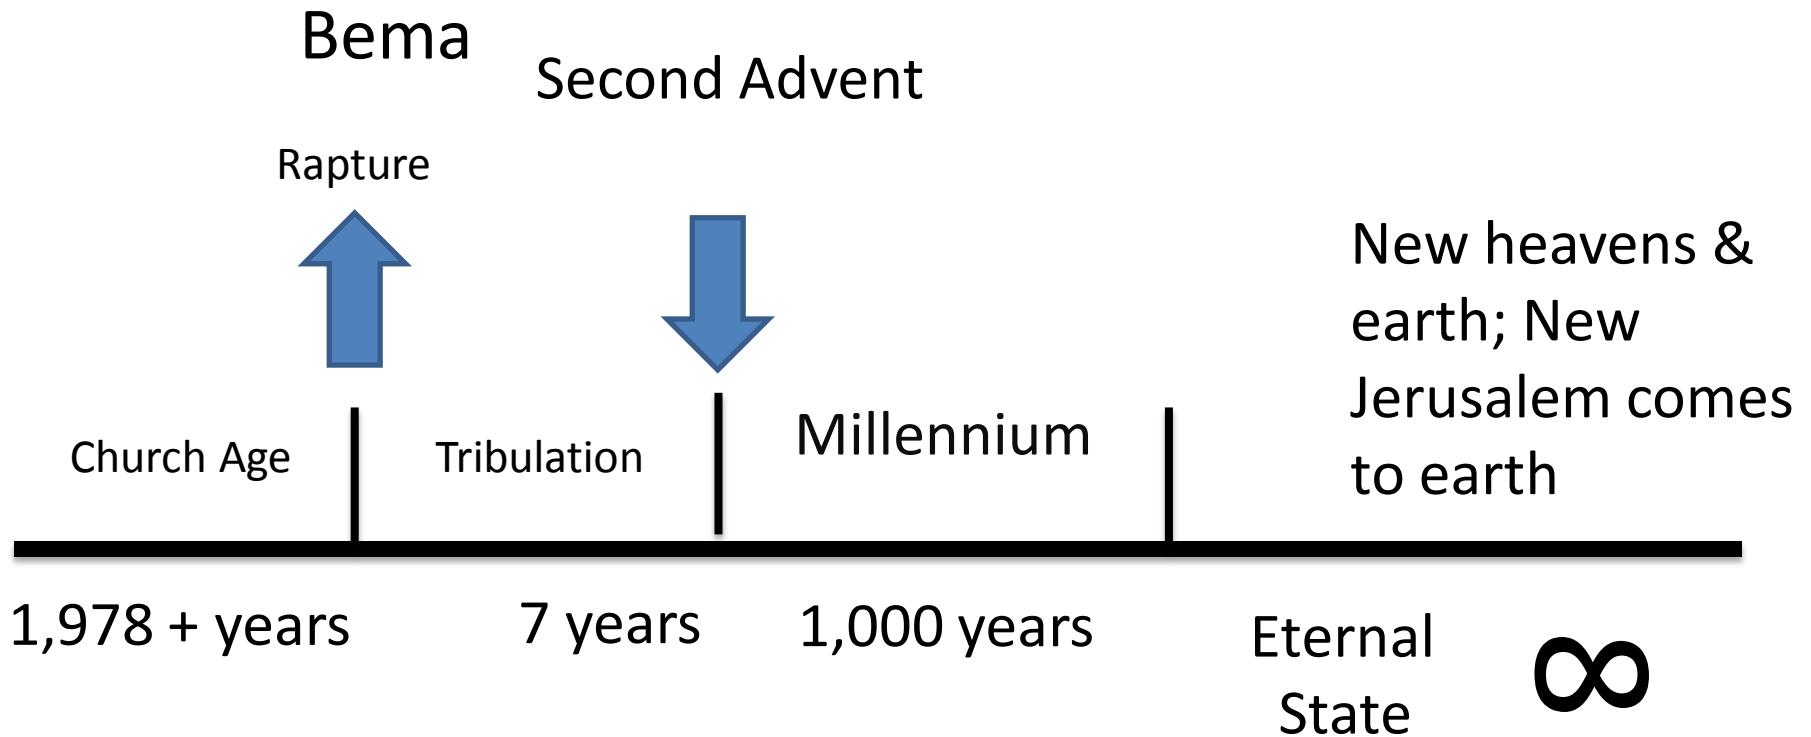 Bema
Second Advent
Rapture
New heavens &
earth; New
Jerusalem comes
to earth
Church Age
Tribulation
Millennium
1,978 + years
7 years
1,000 years
Eternal
State
∞